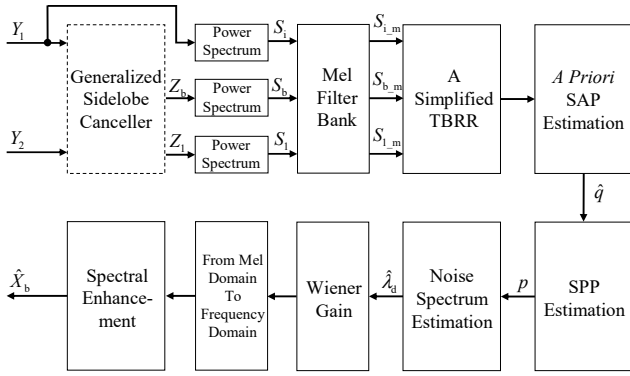 Y1
Y2
Generalized
Sidelobe
Canceller
Zb
Z1
Power
Spectrum
Power
Spectrum
Power
Spectrum
Si
Sb
S1
Mel
Filter
Bank
Si_m
Sb_m
S1_m
A
Simplified
TBRR
A Priori
SAP
Estimation
q̂
SPP
Estimation
p
Noise
Spectrum
Estimation
λ̂d
Wiener
Gain
From Mel
Domain
To
Frequency
Domain
Spectral
Enhance-
ment
X̂b